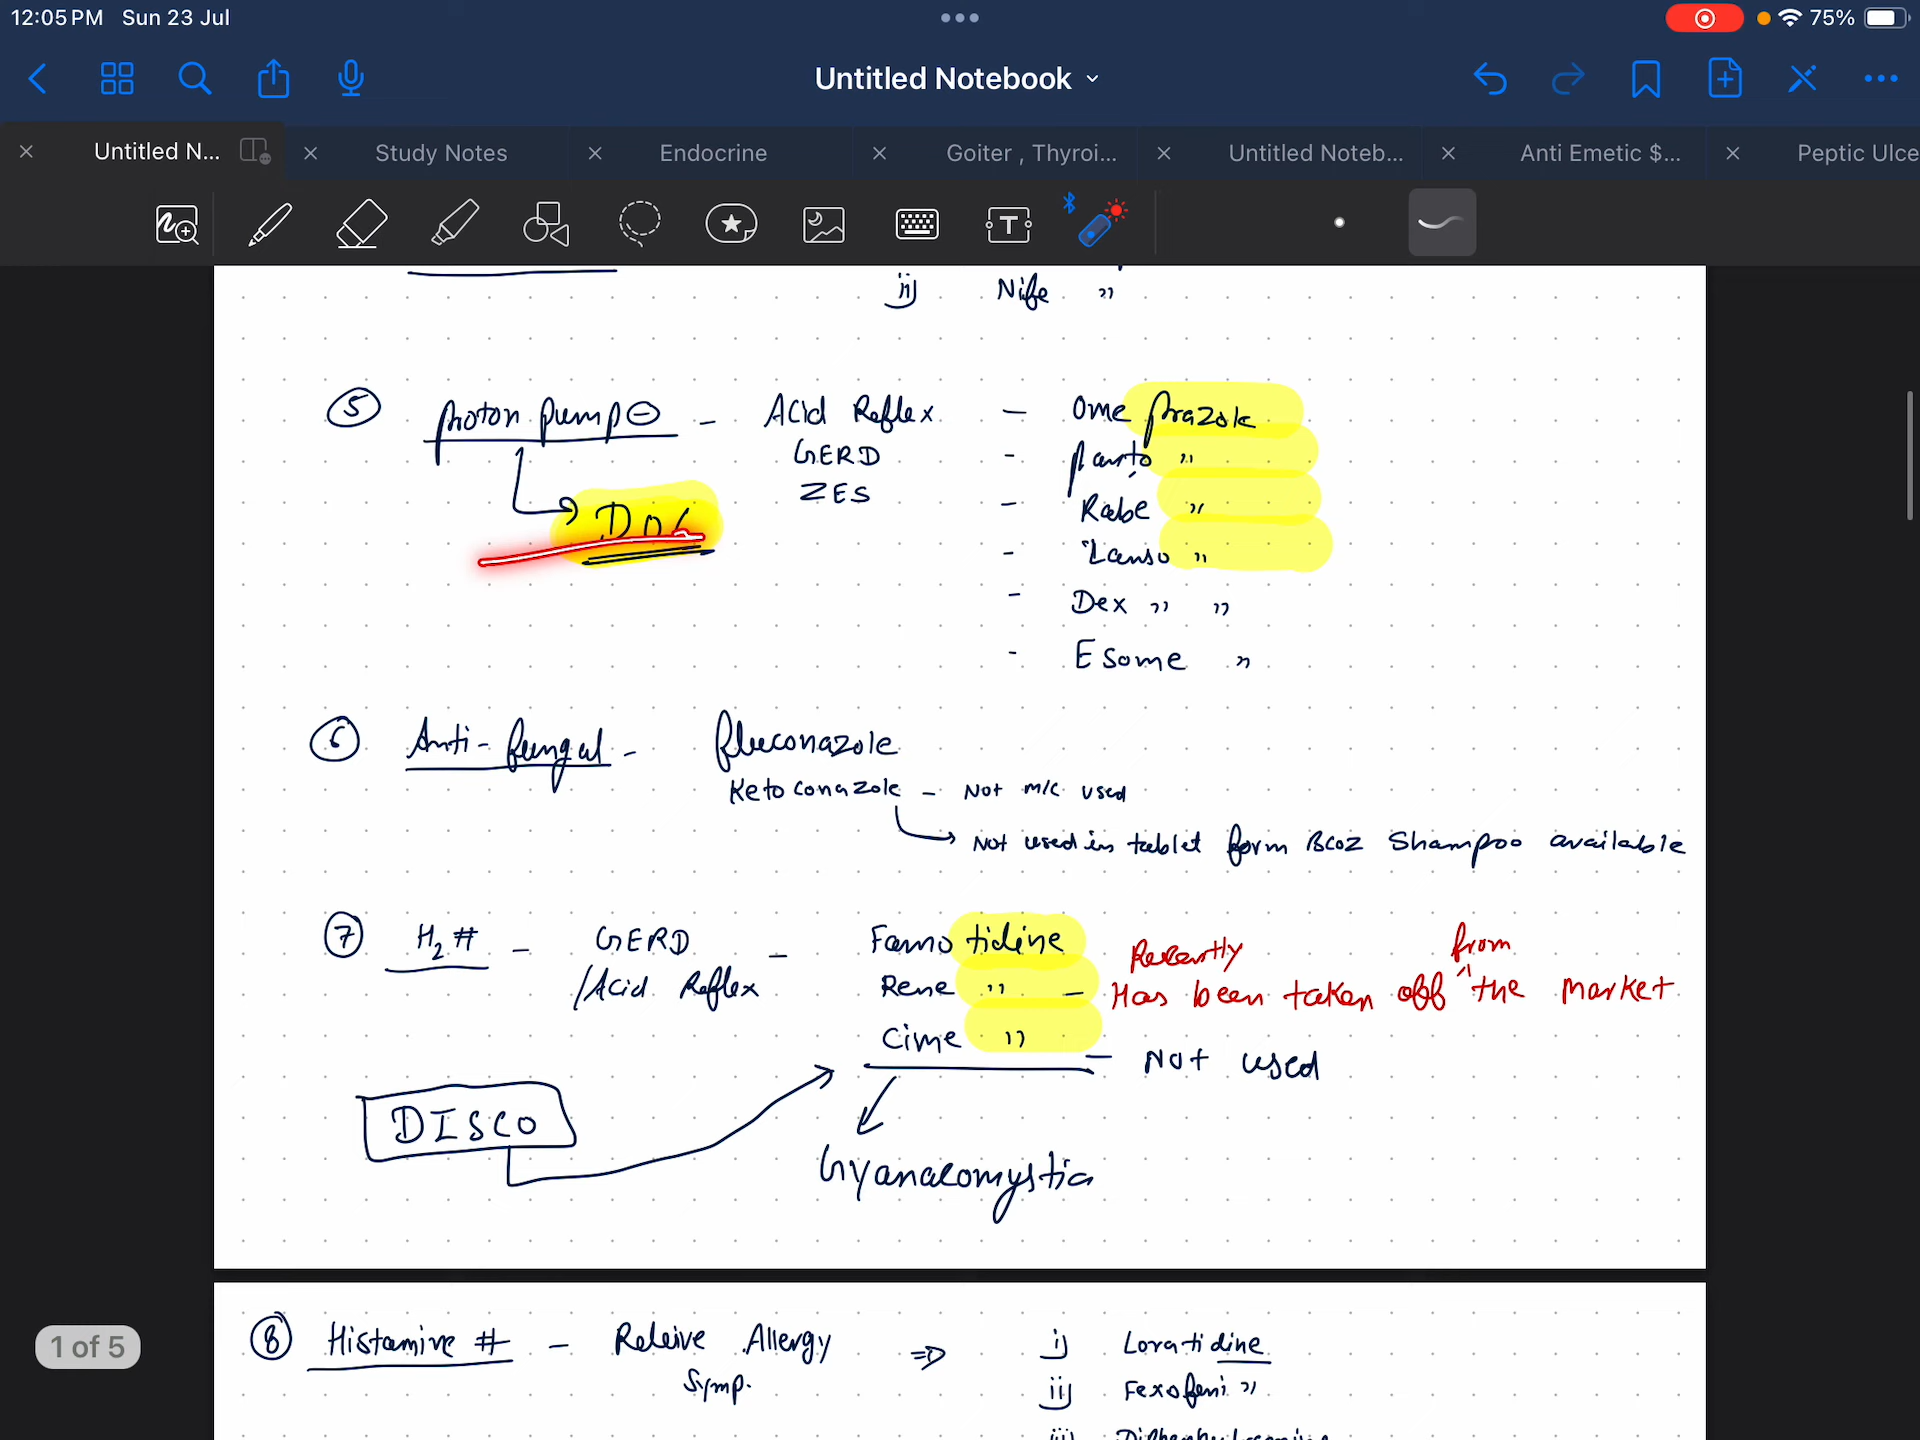 12:05 PM Sun 23 Jul
75%
Untitled Notebook
Untitled N...
Study Notes
Endocrine
Goiter , Thyroi...
Untitled Noteb...
Anti Emetic $...
Peptic Ulce
T
ii) Nife "
⑤ proton pump ⊖ - Acid Reflex - Ome prazole
GERD - panto "
ZES
DOC
- Rabe "
- Lanso "
- Dex " "
- Esome "
⑥ Anti-fungal - fluconazole
Ketoconazole - Not m/c used
Not used in tablet form Bcoz Shampoo available
⑦ H2 # - GERD - Famo tidine
/Acid Reflex
Recently
Rene " - Has been taken off from the market
Cime " - Not used
DISCO
Gyanacomystia
⑧ Histamine # - Releive Allergy ⇒ i) Loratidine
Symp.
ii) Fexofeni "
1 of 5